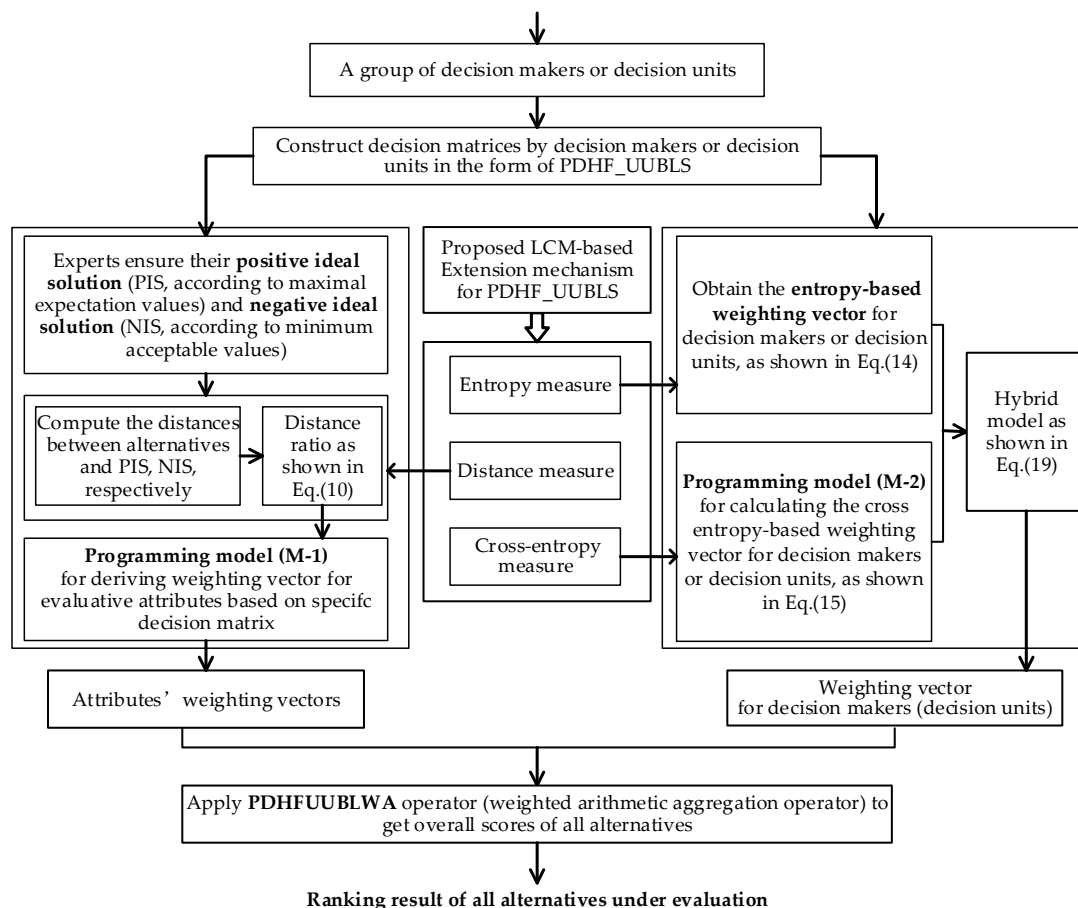 A group of decision makers or decision units
Construct decision matrices by decision makers or decision
units in the form of PDHF_UUBLS
Experts ensure their positive ideal
solution (PIS, according to maximal
expectation values) and negative ideal
solution (NIS, according to minimum
acceptable values)
Proposed LCM-based
Extension mechanism
for PDHF_UUBLS
Obtain the entropy-based
weighting vector for
decision makers or decision
units, as shown in Eq.(14)
Entropy measure
Hybrid
model as
shown in
Eq.(19)
Compute the distances
between alternatives
and PIS, NIS,
respectively
Distance
ratio as
shown in
Eq.(10)
Distance measure
Programming model (M-2)
for calculating the cross
entropy-based weighting
vector for decision makers
or decision units, as shown
in Eq.(15)
Cross-entropy
measure
Programming model (M-1)
for deriving weighting vector for
evaluative attributes based on specifc
decision matrix
Attributes’ weighting vectors
Weighting vector
for decision makers (decision units)
Apply PDHFUUBLWA operator (weighted arithmetic aggregation operator) to
get overall scores of all alternatives
Ranking result of all alternatives under evaluation